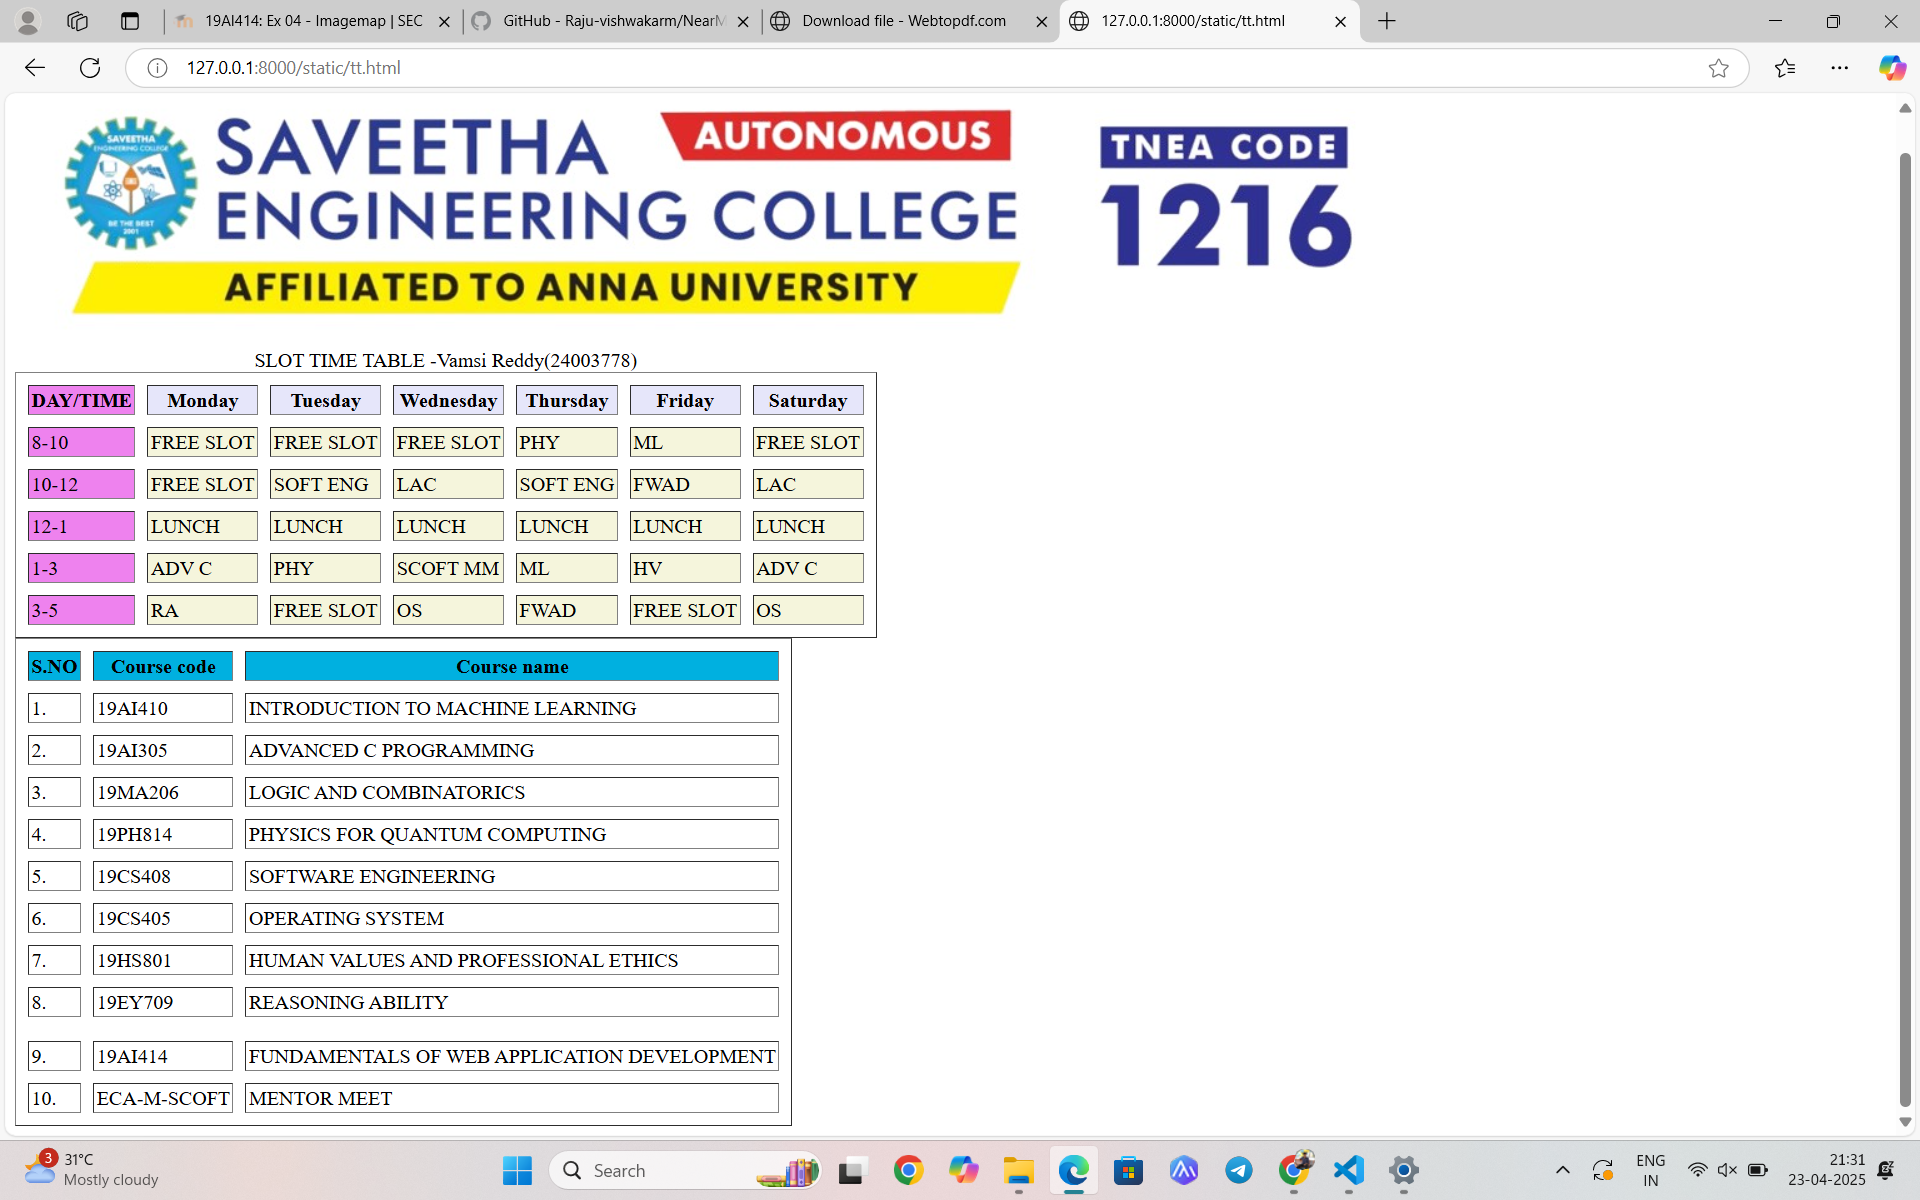 19AI414: Ex 04 - Imagemap | SEC
GitHub - Raju-vishwakarm/NearM
Download file - Webtopdf.com
127.0.0.1:8000/static/tt.html
127.0.0.1:8000/static/tt.html
SAVEETHA
ENGINEERING COLLEGE
BE THE BEST
2001
SAVEETHA AUTONOMOUS
ENGINEERING COLLEGE
AFFILIATED TO ANNA UNIVERSITY
TNEA CODE
1216
SLOT TIME TABLE -Vamsi Reddy(24003778)
DAY/TIME Monday Tuesday Wednesday Thursday Friday Saturday
8-10 FREE SLOT FREE SLOT FREE SLOT PHY ML FREE SLOT
10-12 FREE SLOT SOFT ENG LAC SOFT ENG FWAD LAC
12-1 LUNCH LUNCH LUNCH LUNCH LUNCH LUNCH
1-3 ADV C PHY SCOFT MM ML HV ADV C
3-5 RA FREE SLOT OS FWAD FREE SLOT OS
S.NO Course code Course name
1. 19AI410 INTRODUCTION TO MACHINE LEARNING
2. 19AI305 ADVANCED C PROGRAMMING
3. 19MA206 LOGIC AND COMBINATORICS
4. 19PH814 PHYSICS FOR QUANTUM COMPUTING
5. 19CS408 SOFTWARE ENGINEERING
6. 19CS405 OPERATING SYSTEM
7. 19HS801 HUMAN VALUES AND PROFESSIONAL ETHICS
8. 19EY709 REASONING ABILITY
9. 19AI414 FUNDAMENTALS OF WEB APPLICATION DEVELOPMENT
10. ECA-M-SCOFT MENTOR MEET
3
31°C
Mostly cloudy
Search
ENG
IN
21:31
23-04-2025